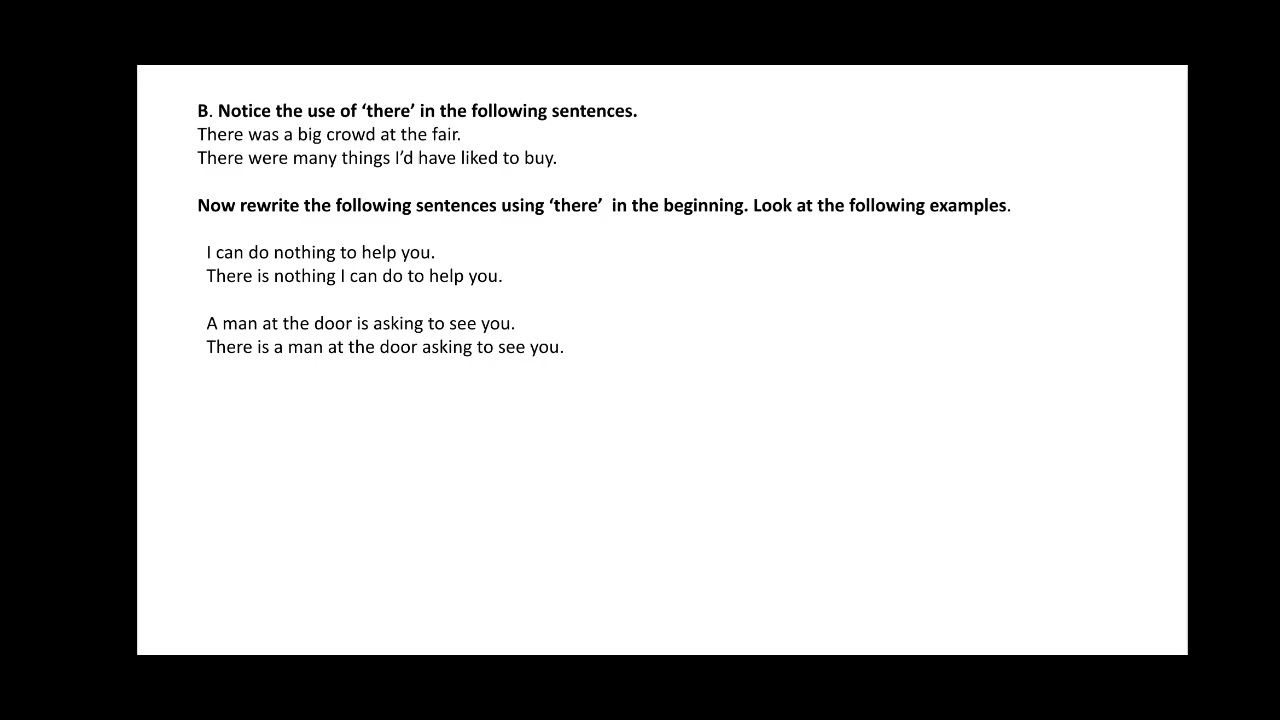 B. Notice the use of ‘there’ in the following sentences.
There was a big crowd at the fair.
There were many things I’d have liked to buy.
Now rewrite the following sentences using ‘there’  in the beginning. Look at the following examples.
I can do nothing to help you.
There is nothing I can do to help you.
A man at the door is asking to see you.
There is a man at the door asking to see you.